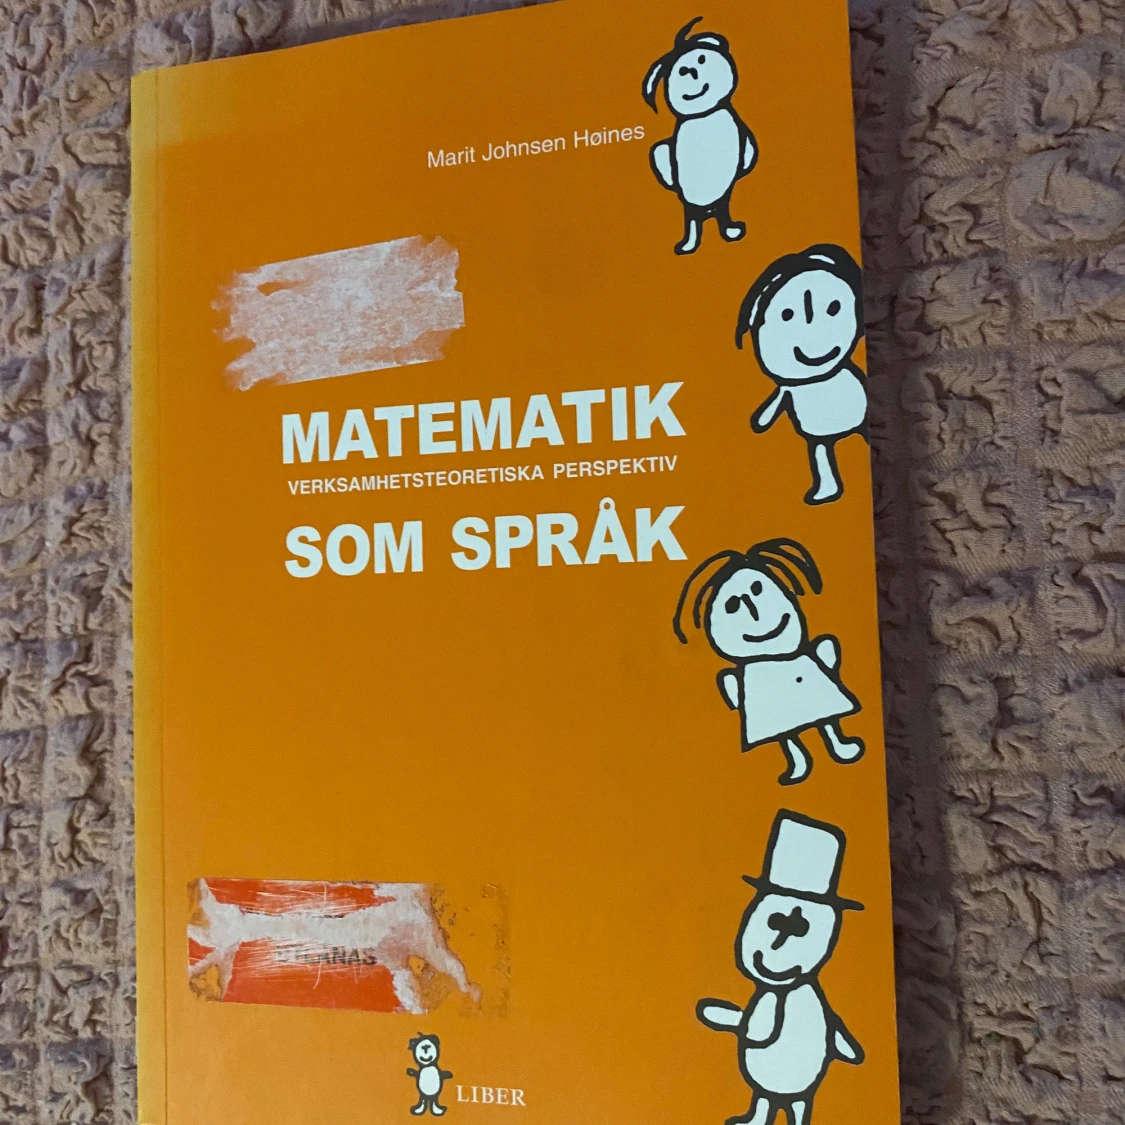 Marit Johnsen Høines
MATEMATIK
VERKSAMHETSTEORETISKA PERSPEKTIV
SOM SPRÅK
LIBER